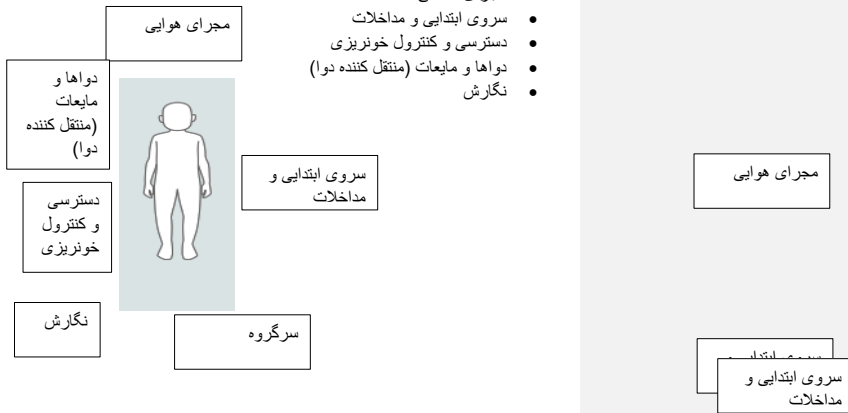 سروی ابتدایی و مداخلات
دسترسی و کنترول خونریزی
دواها و مایعات (منتقل کننده دوا)
نگارش
مجرای هوایی
دواها و
مایعات
(منتقل کننده
دوا)
سروی ابتدایی و
مداخلات
دسترسی
و کنترول
خونریزی
نگارش
سرگروه
مجرای هوایی
سروی ابتدایی و
مداخلات